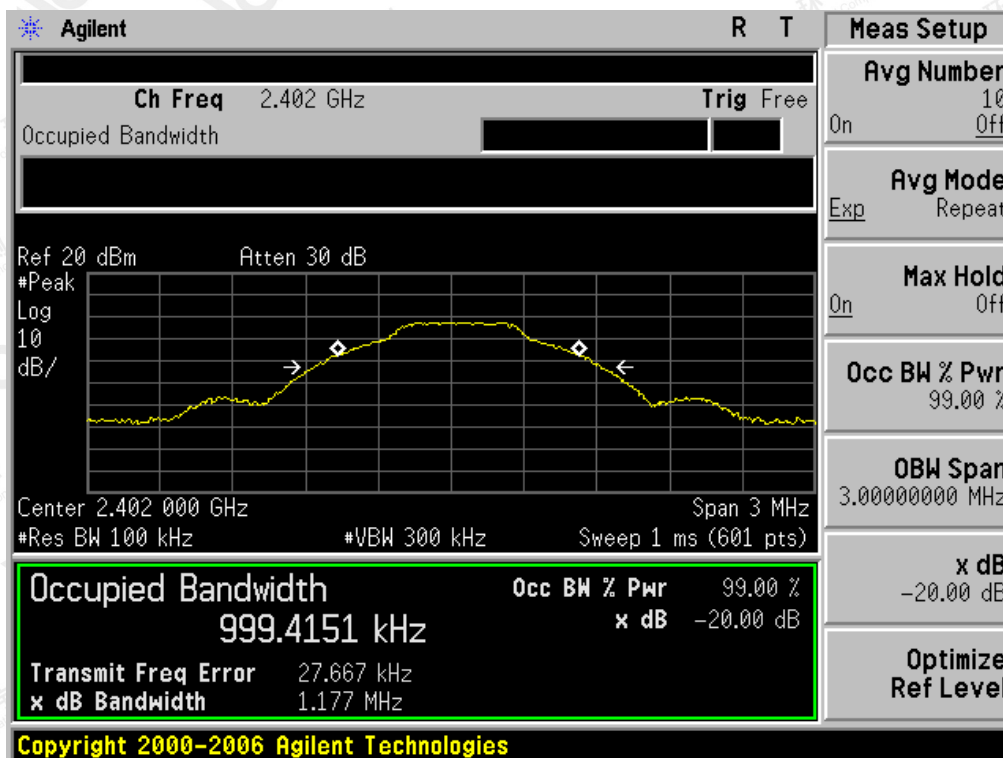 Agilent R T
Ch Freq 2.402 GHz Trig Free
Occupied Bandwidth
Ref 20 dBm Atten 30 dB
#Peak
Log
10
dB/
Center 2.402 000 GHz Span 3 MHz
#Res BW 100 kHz #VBW 300 kHz Sweep 1 ms (601 pts)
Occupied Bandwidth
999.4151 kHz
Occ BW % Pwr 99.00 %
x dB -20.00 dB
Transmit Freq Error 27.667 kHz
x dB Bandwidth 1.177 MHz
Copyright 2000-2006 Agilent Technologies
Meas Setup
Avg Number
10
On Off
Avg Mode
Exp Repeat
Max Hold
On Off
Occ BW % Pwr
99.00 %
OBW Span
3.00000000 MHz
x dB
-20.00 dB
Optimize
Ref Level